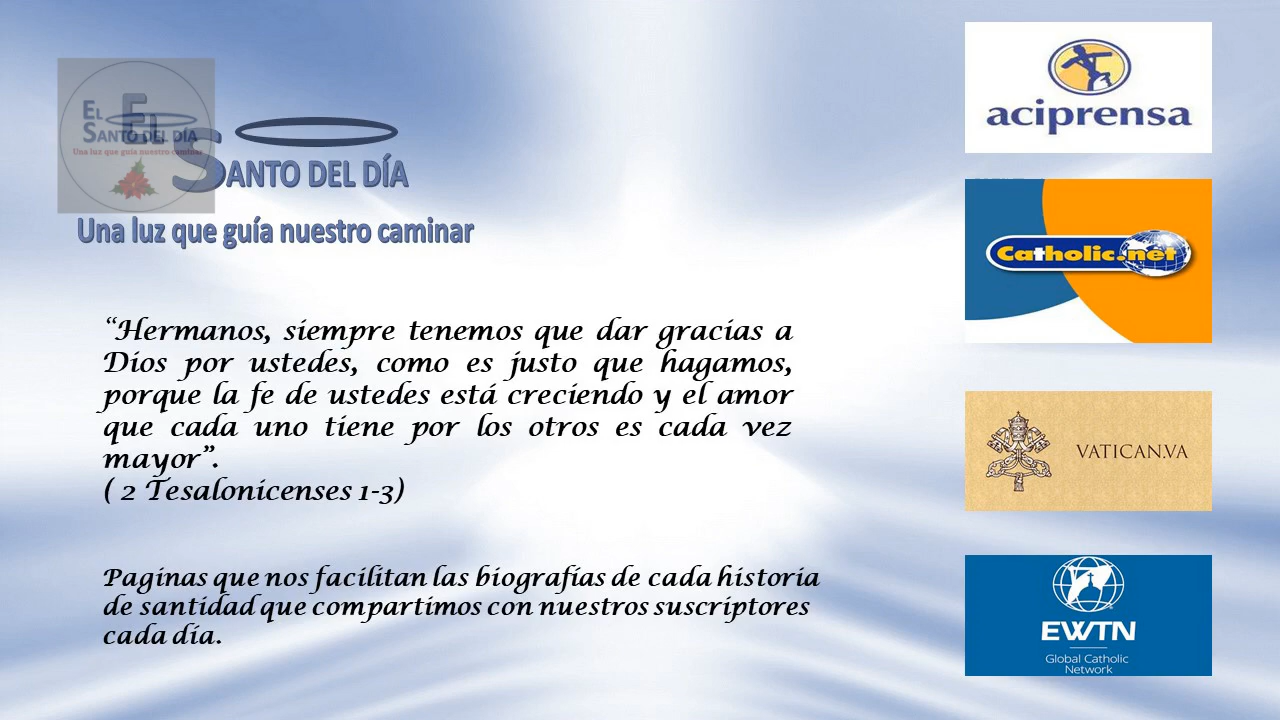 EL
SANTO DEL DÍA
Una luz que guía nuestro caminar
EL
SANTO DEL DÍA
Una luz que guía nuestro caminar
“Hermanos, siempre tenemos que dar gracias a
Dios por ustedes, como es justo que hagamos,
porque la fe de ustedes está creciendo y el amor
que cada uno tiene por los otros es cada vez
mayor”.
( 2 Tesalonicenses 1-3)
Paginas que nos facilitan las biografías de cada historia
de santidad que compartimos con nuestros suscriptores
cada día.
aciprensa
Catholic.net
VATICAN.VA
EWTN
Global Catholic
Network